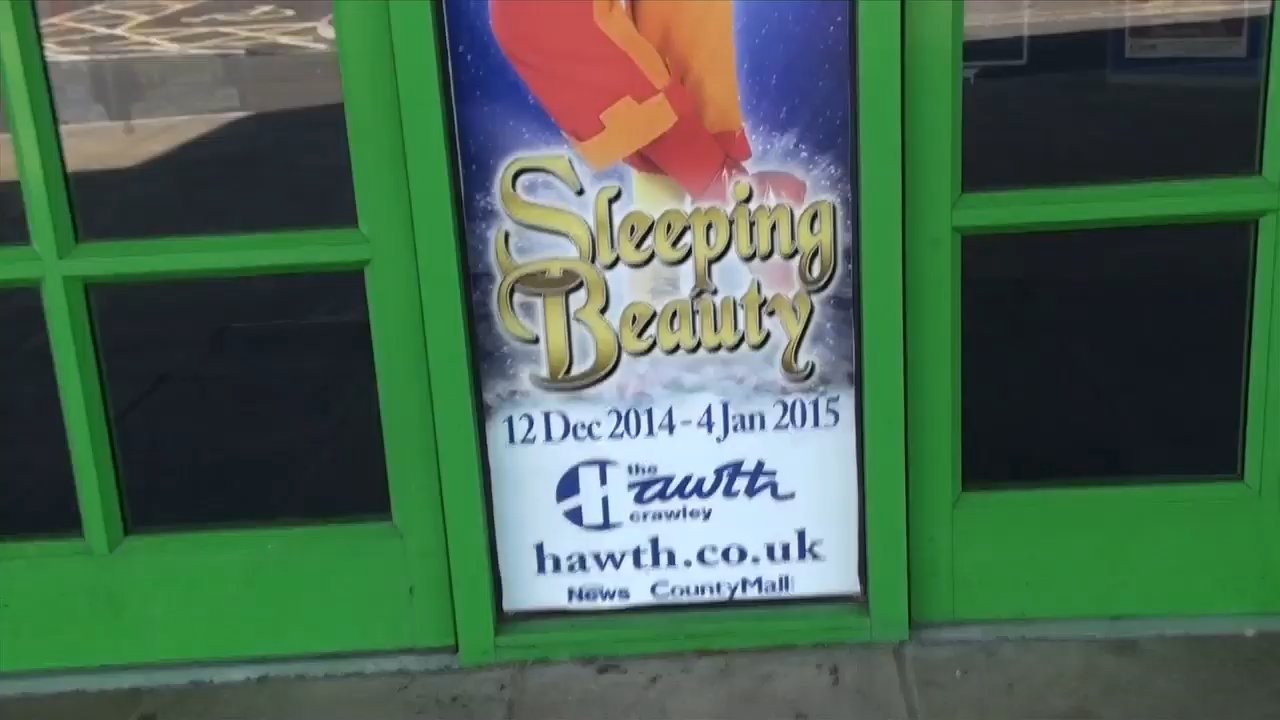 Sleeping
Beauty
12 Dec 2014 - 4 Jan 2015
the
Hawth
crawley
hawth.co.uk
News CountyMall